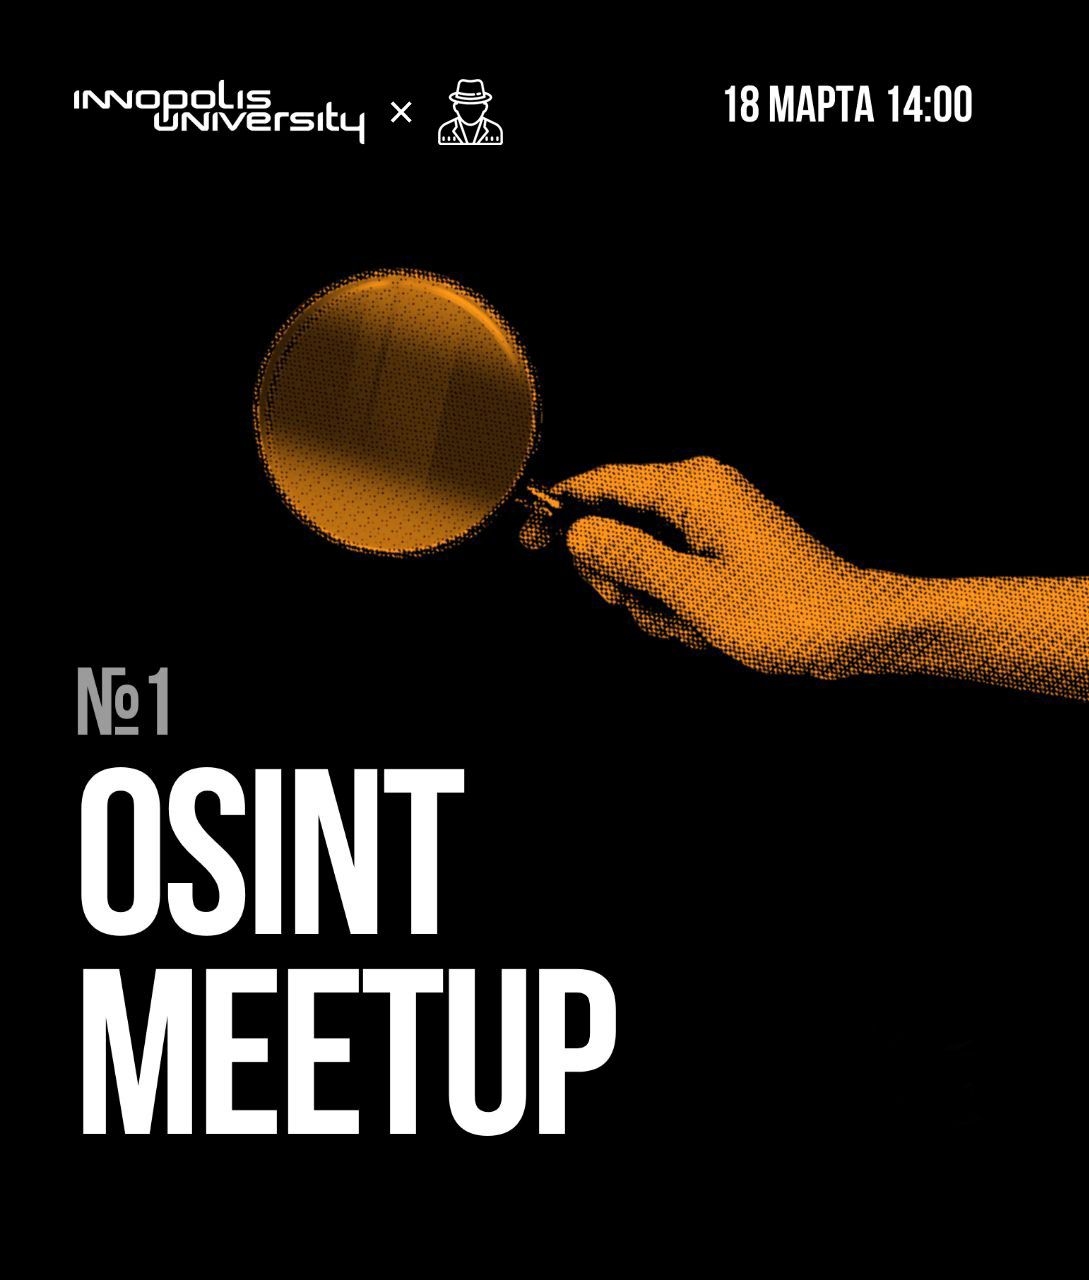 INNOPOLIS
UNIVERSITY
×
18 МАРТА 14:00
№1
OSINT
MEETUP